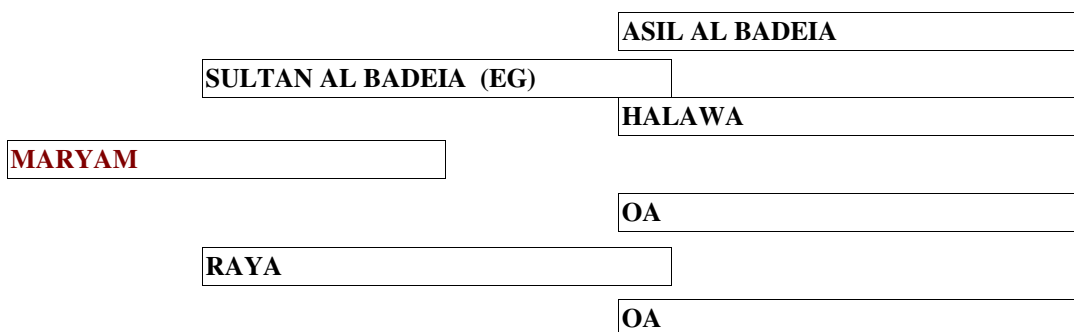 ASIL AL BADEIA
SULTAN AL BADEIA (EG)
HALAWA
MARYAM
OA
RAYA
OA